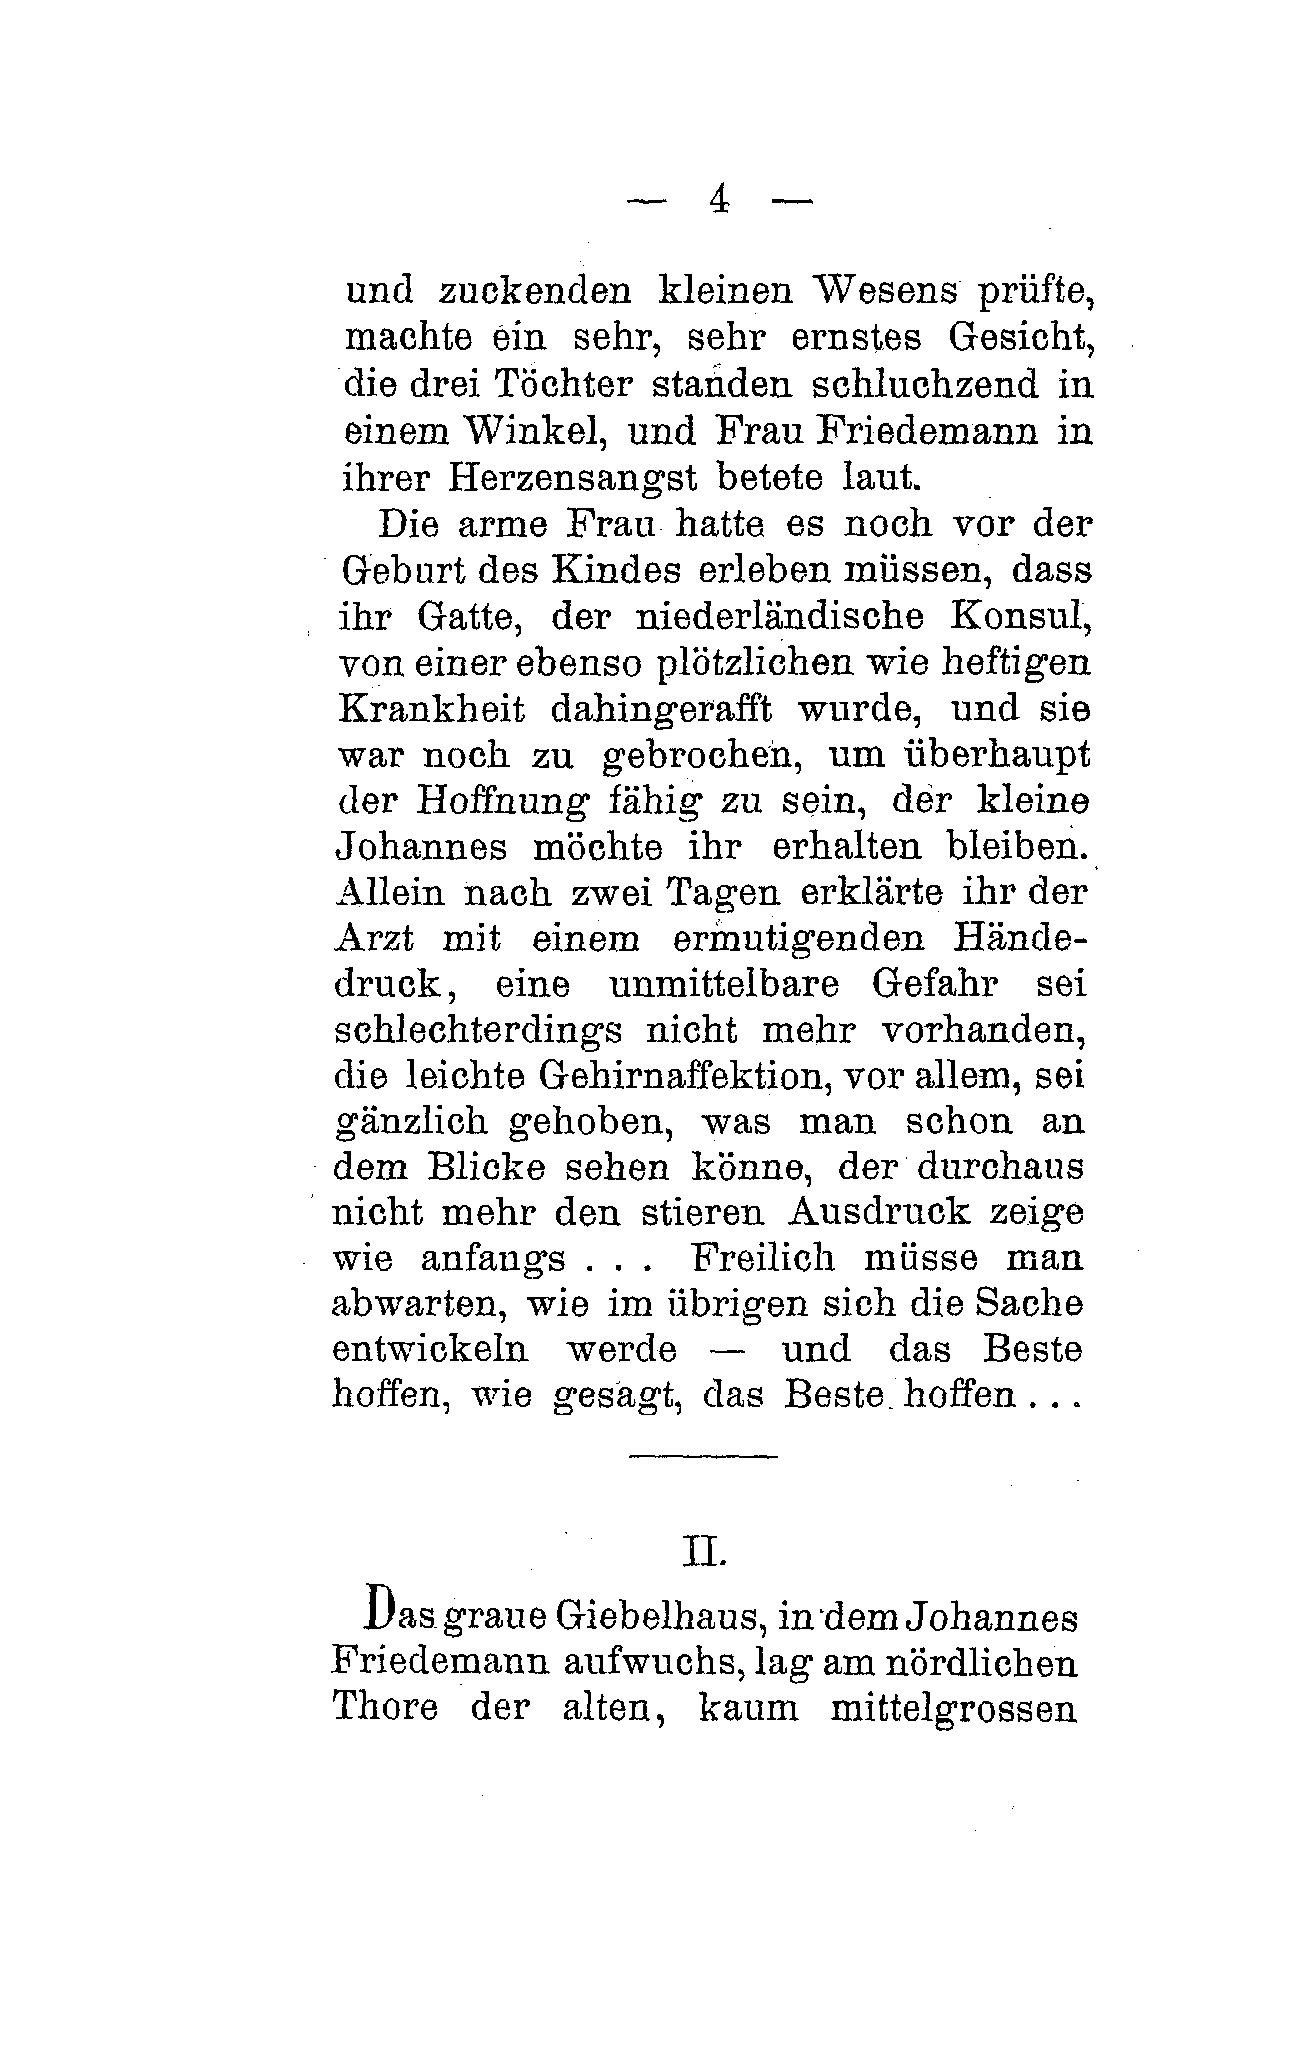 — 4 —
und zuckenden kleinen Wesens prüfte,
machte ein sehr, sehr ernstes Gesicht,
die drei Töchter standen schluchzend in
einem Winkel, und Frau Friedemann in
ihrer Herzensangst betete laut.
Die arme Frau hatte es noch vor der
Geburt des Kindes erleben müssen, dass
ihr Gatte, der niederländische Konsul,
von einer ebenso plötzlichen wie heftigen
Krankheit dahingerafft wurde, und sie
war noch zu gebrochen, um überhaupt
der Hoffnung fähig zu sein, der kleine
Johannes möchte ihr erhalten bleiben.
Allein nach zwei Tagen erklärte ihr der
Arzt mit einem ermutigenden Hände-
druck, eine unmittelbare Gefahr sei
schlechterdings nicht mehr vorhanden,
die leichte Gehirnaffektion, vor allem, sei
gänzlich gehoben, was man schon an
dem Blicke sehen könne, der durchaus
nicht mehr den stieren Ausdruck zeige
wie anfangs . . . Freilich müsse man
abwarten, wie im übrigen sich die Sache
entwickeln werde — und das Beste
hoffen, wie gesagt, das Beste hoffen . . .
II.
Das graue Giebelhaus, in dem Johannes
Friedemann aufwuchs, lag am nördlichen
Thore der alten, kaum mittelgrossen